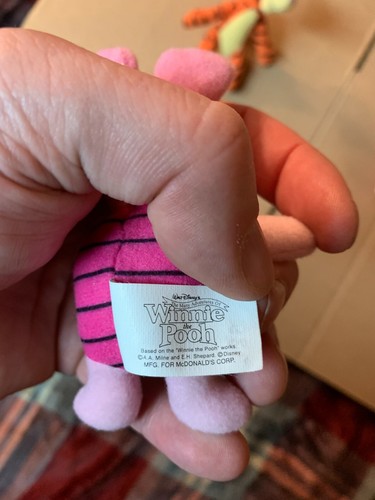 Walt Disney's
The Many Adventures of
Winnie
the
Pooh
Based on the "Winnie the Pooh" works
©A.A. Milne and E.H. Shepard. © Disney
MFG. FOR McDONALD'S CORP.